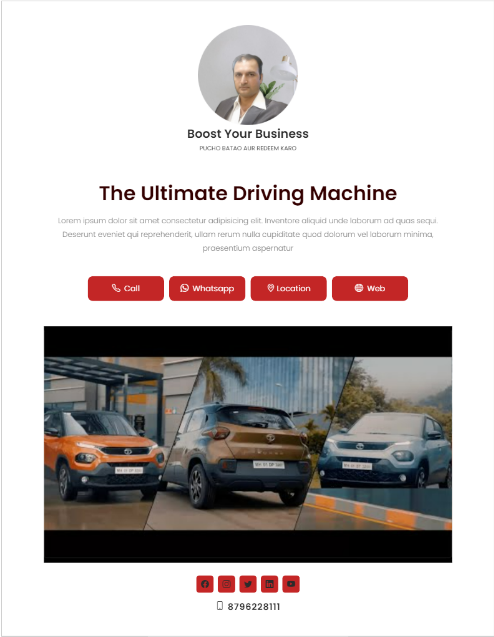 Boost Your Business
PUCHO BATAO AUR REDEEM KARO
The Ultimate Driving Machine
Lorem ipsum dolor sit amet consectetur adipisicing elit. Inventore aliquid unde laborum ad quas sequi.
Deserunt eveniet qui reprehenderit, ullam rerum nulla cupiditate quod dolorum vel laborum minima,
praesentium aspernatur
Call
Whatsapp
Location
Web
8796228111